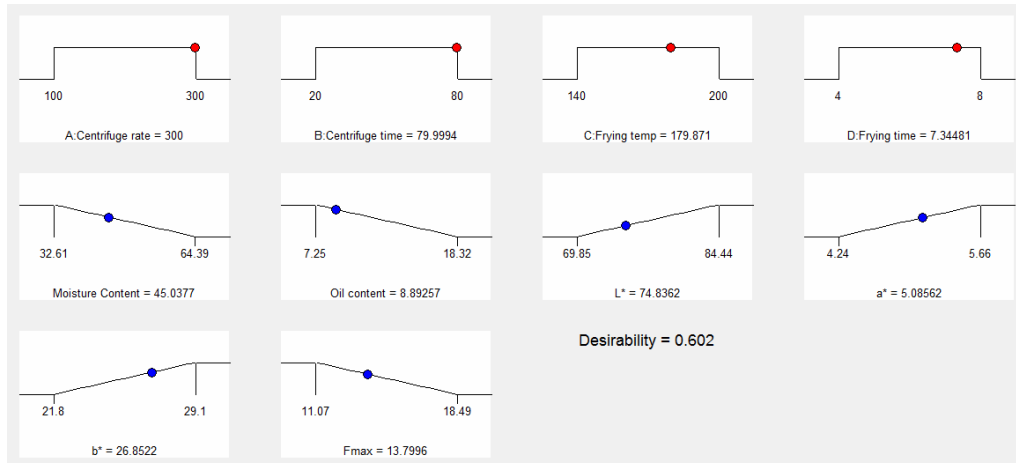 100 300
A:Centrifuge rate = 300
20 80
B:Centrifuge time = 79.9994
140 200
C:Frying temp = 179.871
4 8
D:Frying time = 7.34481
32.61 64.39
Moisture Content = 45.0377
7.25 18.32
Oil content = 8.89257
69.85 84.44
L* = 74.8362
4.24 5.66
a* = 5.08562
21.8 29.1
b* = 26.8522
11.07 18.49
Fmax = 13.7996
Desirability = 0.602